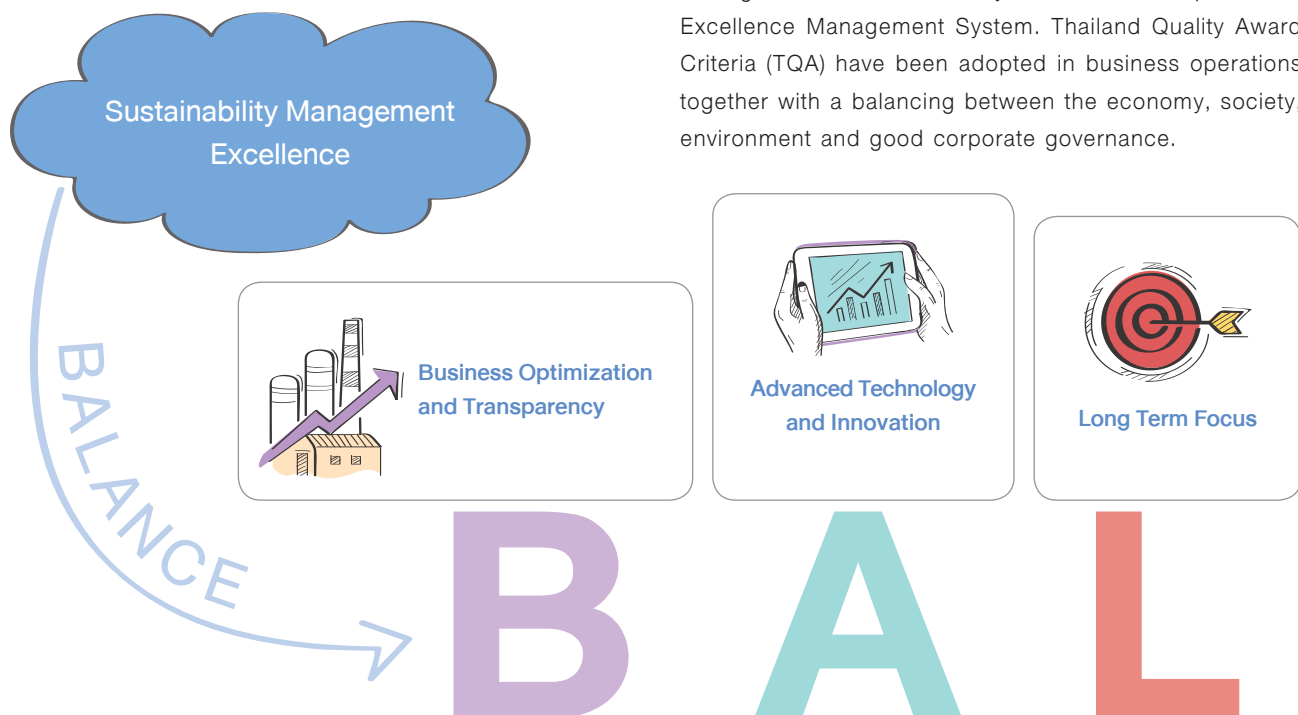 Excellence Management System. Thailand Quality Award
Criteria (TQA) have been adopted in business operations
together with a balancing between the economy, society,
environment and good corporate governance.
Sustainability Management
Excellence
BALANCE
Business Optimization
and Transparency
Advanced Technology
and Innovation
Long Term Focus
B A L